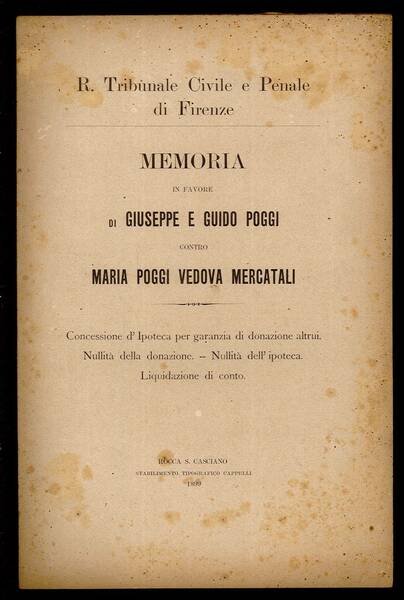 R. Tribunale Civile e Penale
di Firenze
MEMORIA
IN FAVORE
DI GIUSEPPE E GUIDO POGGI
CONTRO
MARIA POGGI VEDOVA MERCATALI
Concessione d'Ipoteca per garanzia di donazione altrui.
Nullità della donazione. — Nullità dell'ipoteca.
Liquidazione di conto.
ROCCA S. CASCIANO
STABILIMENTO TIPOGRAFICO CAPPELLI
1899